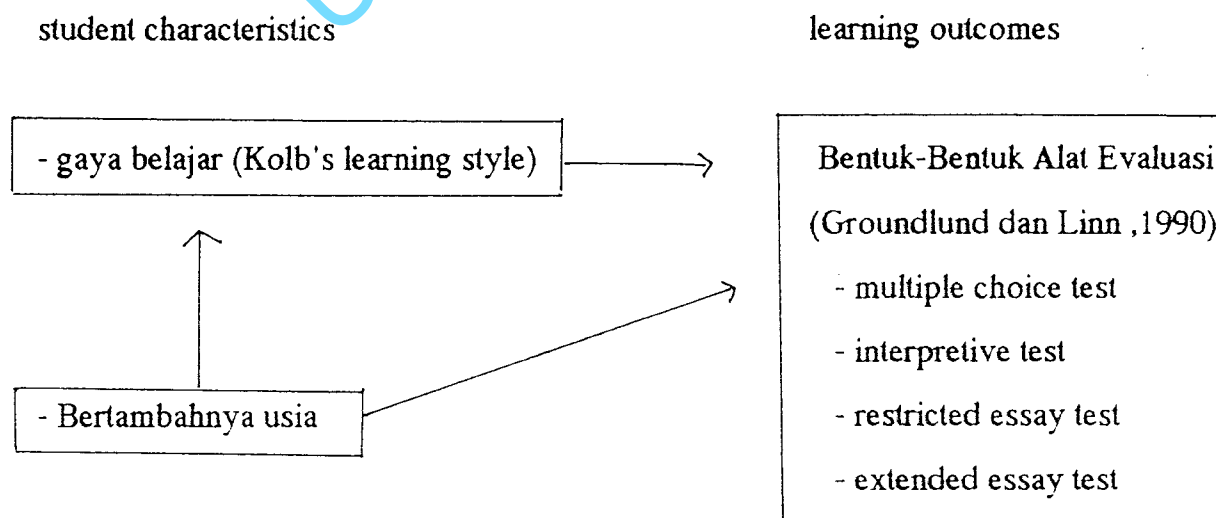 student characteristics
learning outcomes
- gaya belajar (Kolb's learning style)
- Bertambahnya usia
Bentuk-Bentuk Alat Evaluasi
(Groundlund dan Linn ,1990)
- multiple choice test
- interpretive test
- restricted essay test
- extended essay test